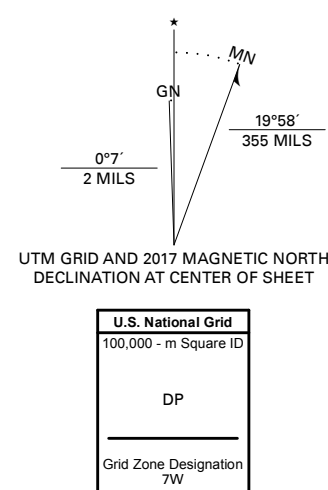 ★
MN
GN
19°58´
355 MILS
0°7´
2 MILS
UTM GRID AND 2017 MAGNETIC NORTH
DECLINATION AT CENTER OF SHEET
U.S. National Grid
100,000 - m Square ID
DP
Grid Zone Designation
7W